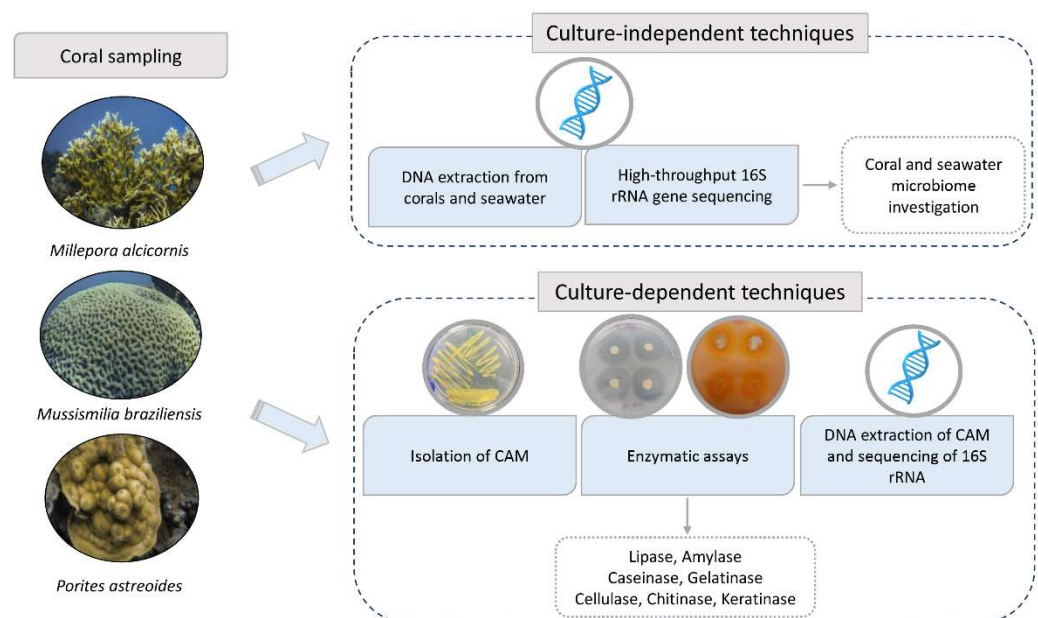 Coral sampling
Millepora alcicornis
Mussismilia braziliensis
Porites astreoides
Culture-independent techniques
DNA extraction from
corals and seawater
High-throughput 16S
rRNA gene sequencing
Coral and seawater
microbiome
investigation
Culture-dependent techniques
Isolation of CAM
Enzymatic assays
DNA extraction of CAM
and sequencing of 16S
rRNA
Lipase, Amylase
Caseinase, Gelatinase
Cellulase, Chitinase, Keratinase